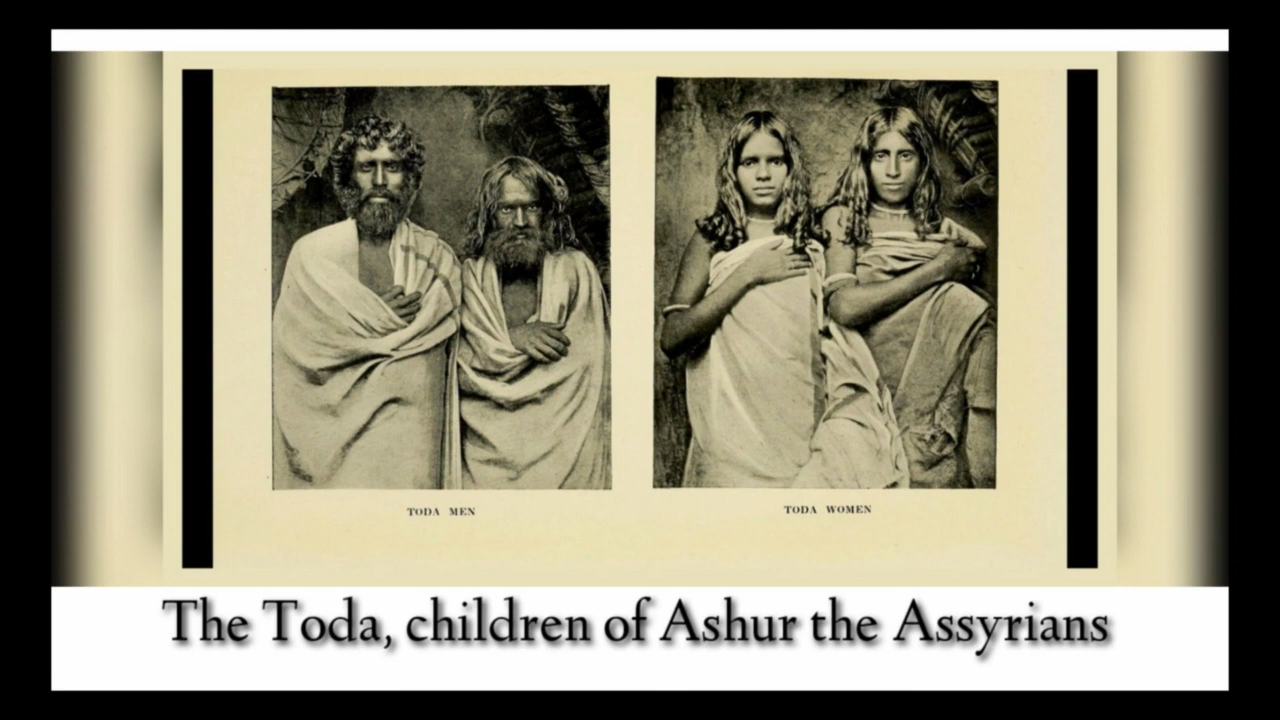 TODA MEN
TODA WOMEN
The Toda, children of Ashur the Assyrians